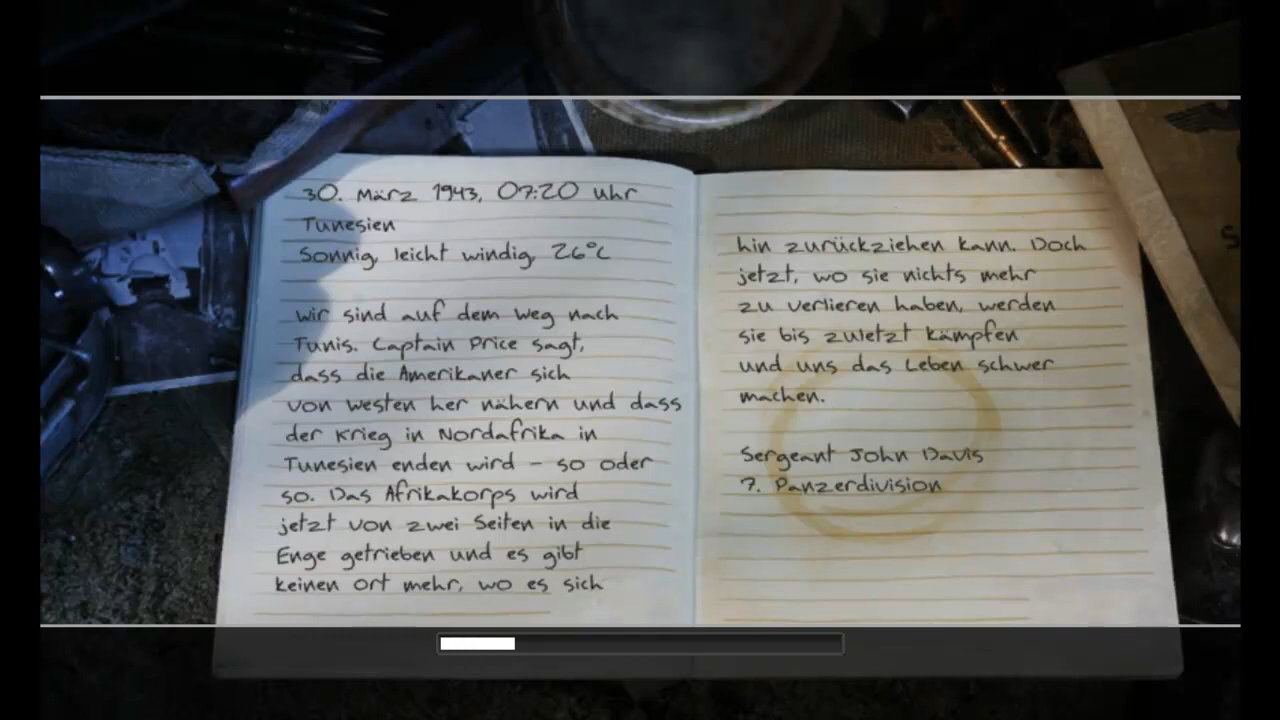 30. März 1943, 07:20 Uhr
Tunesien
Sonnig, leicht windig, 26°C
wir sind auf dem Weg nach
Tunis. Captain Price sagt,
dass die Amerikaner sich
von westen her nähern und dass
der Krieg in Nordafrika in
Tunesien enden wird - so oder
so. Das Afrikakorps wird
jetzt von zwei Seiten in die
Enge getrieben und es gibt
keinen Ort mehr, wo es sich
hin zurückziehen kann. Doch
jetzt, wo sie nichts mehr
zu verlieren haben, werden
sie bis zuletzt kämpfen
und uns das Leben schwer
machen.
Sergeant John Davis
7. Panzerdivision